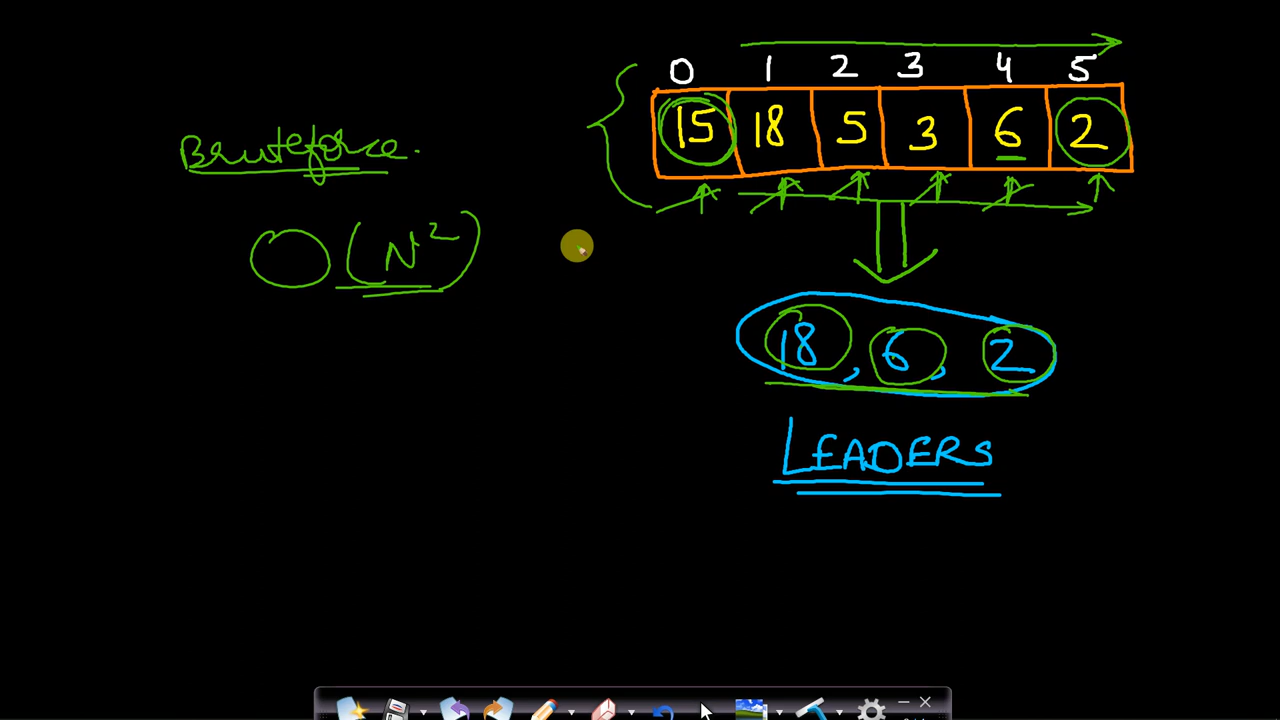 0 1 2 3 4 5
15 18 5 3 6 2
Bruteforce.
O(N²)
18, 6, 2
LEADERS